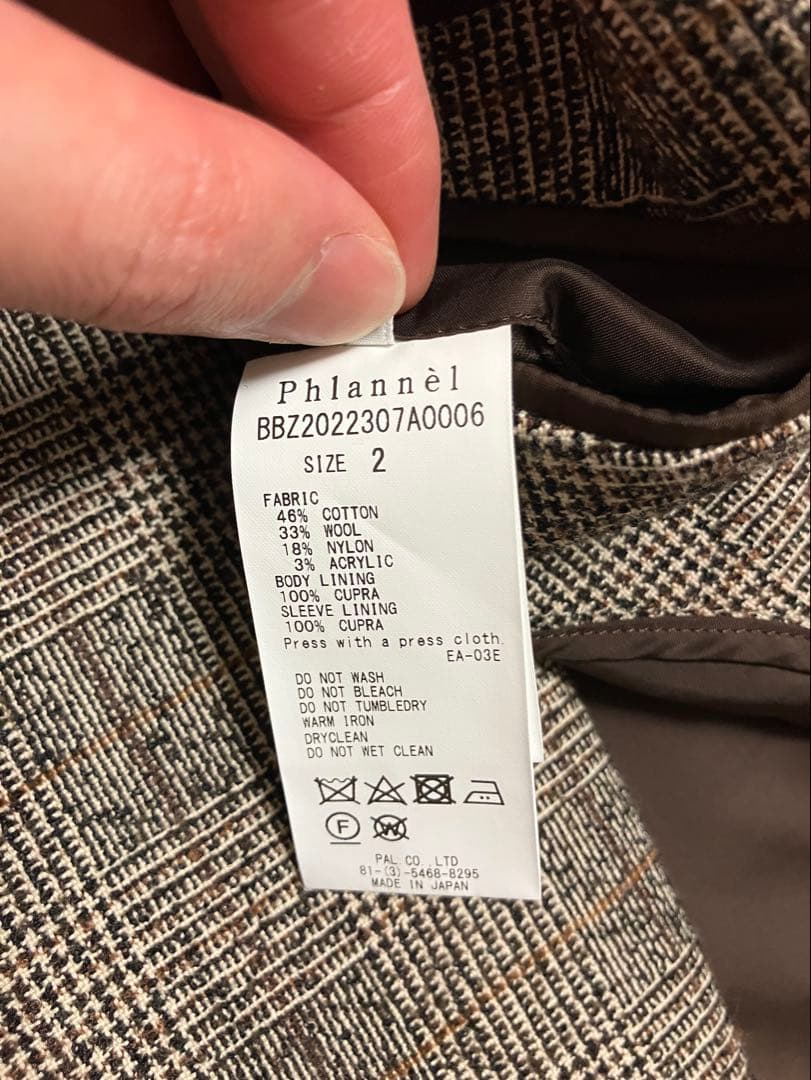 Phlannèl
BBZ2022307A0006
SIZE 2
FABRIC
46% COTTON
33% WOOL
18% NYLON
3% ACRYLIC
BODY LINING
100% CUPRA
SLEEVE LINING
100% CUPRA
Press with a press cloth.
EA-03E
DO NOT WASH
DO NOT BLEACH
DO NOT TUMBLEDRY
WARM IRON
DRYCLEAN
DO NOT WET CLEAN
F W
PAL.CO.,LTD
81-(3)-5468-8295
MADE IN JAPAN